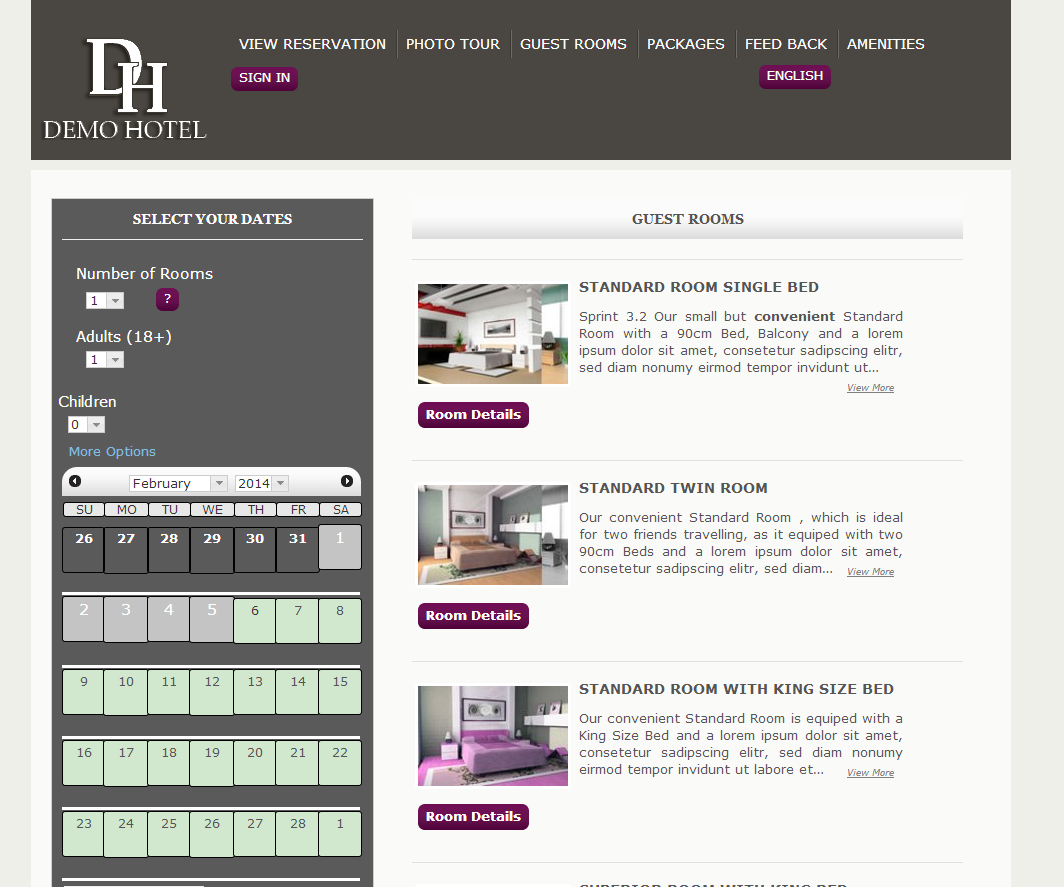 DH
DEMO HOTEL
VIEW RESERVATION PHOTO TOUR GUEST ROOMS PACKAGES FEED BACK AMENITIES
SIGN IN ENGLISH
SELECT YOUR DATES
Number of Rooms
1 ?
Adults (18+)
1
Children
0
More Options
February 2014
SU MO TU WE TH FR SA
26 27 28 29 30 31 1
2 3 4 5 6 7 8
9 10 11 12 13 14 15
16 17 18 19 20 21 22
23 24 25 26 27 28 1
GUEST ROOMS
STANDARD ROOM SINGLE BED
Sprint 3.2 Our small but convenient Standard
Room with a 90cm Bed, Balcony and a lorem
ipsum dolor sit amet, consetetur sadipscing elitr,
sed diam nonumy eirmod tempor invidunt ut...
View More
Room Details
STANDARD TWIN ROOM
Our convenient Standard Room , which is ideal
for two friends travelling, as it equiped with two
90cm Beds and a lorem ipsum dolor sit amet,
consetetur sadipscing elitr, sed diam... View More
Room Details
STANDARD ROOM WITH KING SIZE BED
Our convenient Standard Room is equiped with a
King Size Bed and a lorem ipsum dolor sit amet,
consetetur sadipscing elitr, sed diam nonumy
eirmod tempor invidunt ut labore et... View More
Room Details
SUPERIOR ROOM WITH KING BED